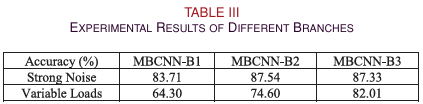 TABLE III
EXPERIMENTAL RESULTS OF DIFFERENT BRANCHES
Accuracy (%) MBCNN-B1 MBCNN-B2 MBCNN-B3
Strong Noise 83.71 87.54 87.33
Variable Loads 64.30 74.60 82.01